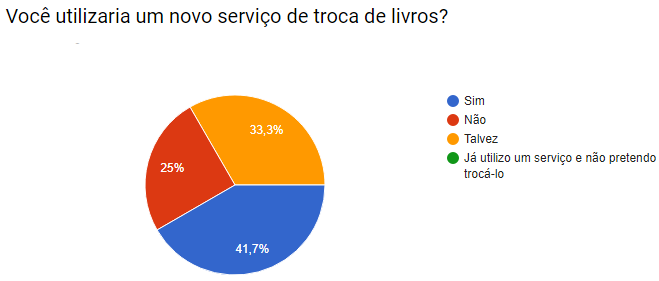 Você utilizaria um novo serviço de troca de livros?
33,3%
25%
41,7%
Sim
Não
Talvez
Já utilizo um serviço e não pretendo
trocá-lo